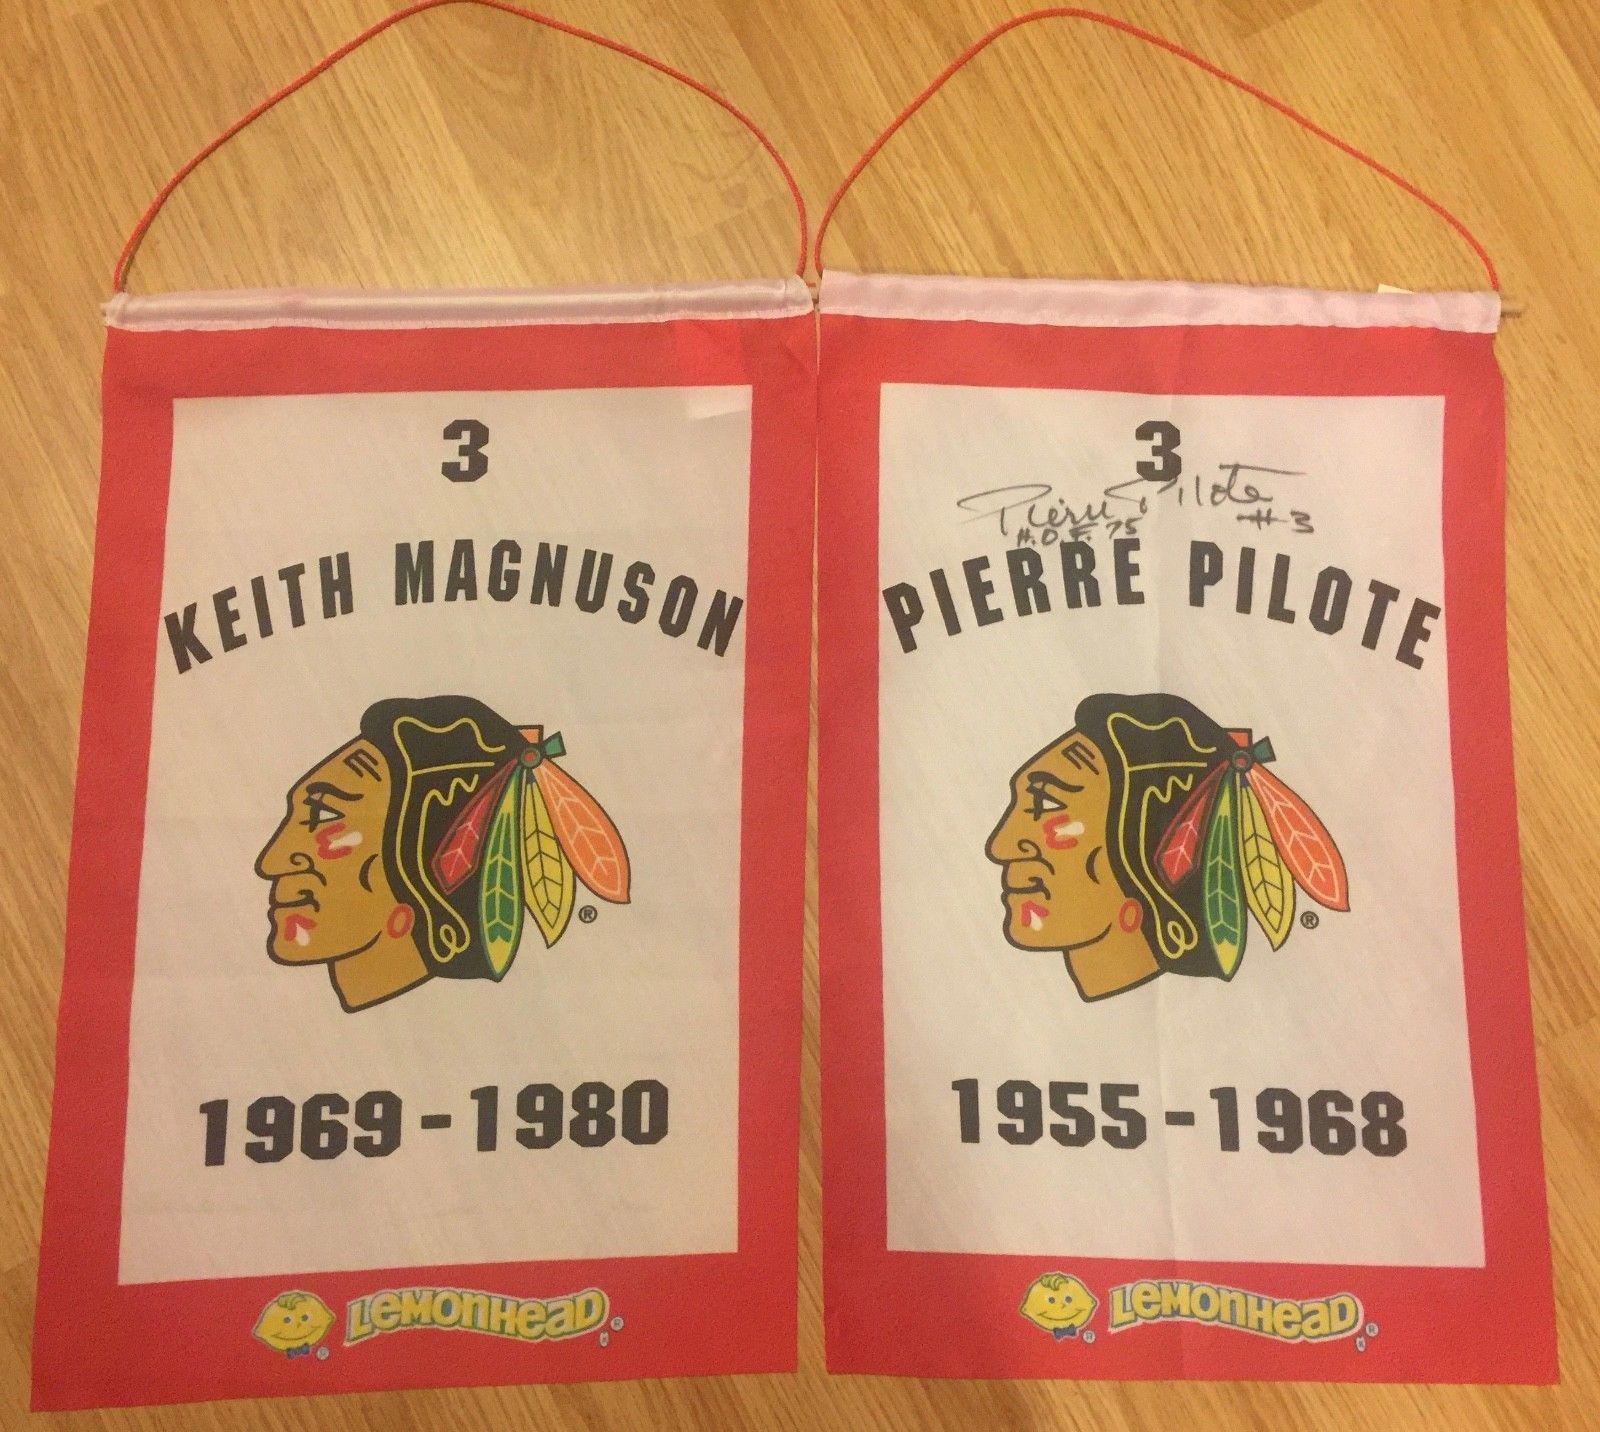 3
KEITH MAGNUSON
®
1969 - 1980
® LEMONHEAD ®
3
Pierre Pilote #3
H.O.F. 75
PIERRE PILOTE
®
1955 - 1968
® LEMONHEAD ®